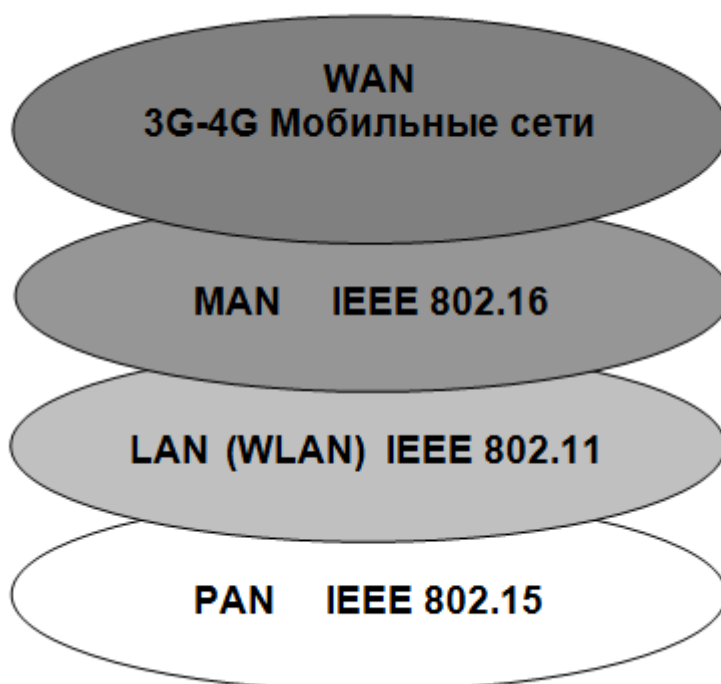 WAN
3G-4G Мобильные сети
MAN IEEE 802.16
LAN (WLAN) IEEE 802.11
PAN IEEE 802.15